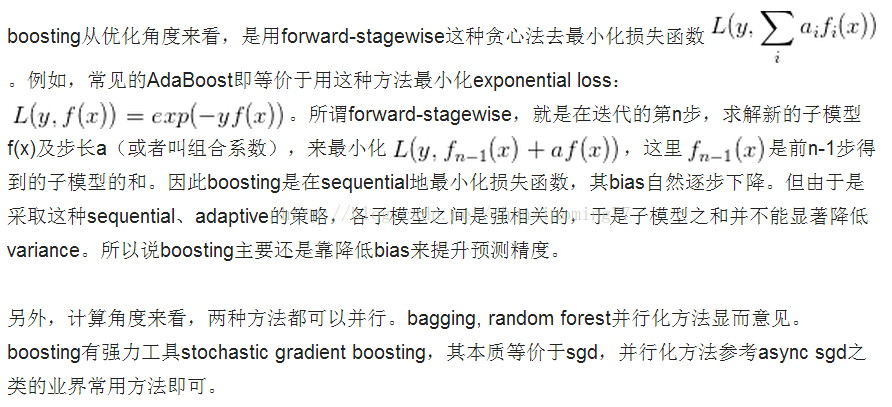 boosting从优化角度来看，是用forward-stagewise这种贪心法去最小化损失函数 L(y, ∑_i a_i f_i(x))
。例如，常见的AdaBoost即等价于用这种方法最小化exponential loss：
L(y, f(x)) = exp(-yf(x)) 。所谓forward-stagewise，就是在迭代的第n步，求解新的子模型
f(x)及步长a（或者叫组合系数），来最小化 L(y, f_{n-1}(x) + af(x)) ，这里 f_{n-1}(x) 是前n-1步得
到的子模型的和。因此boosting是在sequential地最小化损失函数，其bias自然逐步下降。但由于是
采取这种sequential、adaptive的策略，各子模型之间是强相关的，于是子模型之和并不能显著降低
variance。所以说boosting主要还是靠降低bias来提升预测精度。
另外，计算角度来看，两种方法都可以并行。bagging, random forest并行化方法显而意见。
boosting有强力工具stochastic gradient boosting，其本质等价于sgd，并行化方法参考async sgd之
类的业界常用方法即可。